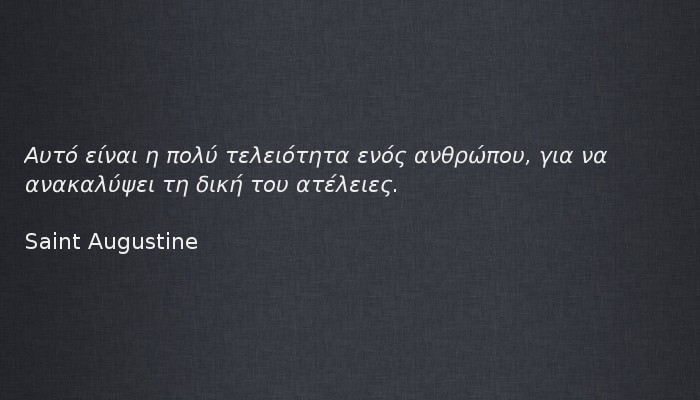 Αυτό είναι η πολύ τελειότητα ενός ανθρώπου, για να
ανακαλύψει τη δική του ατέλειες.
Saint Augustine